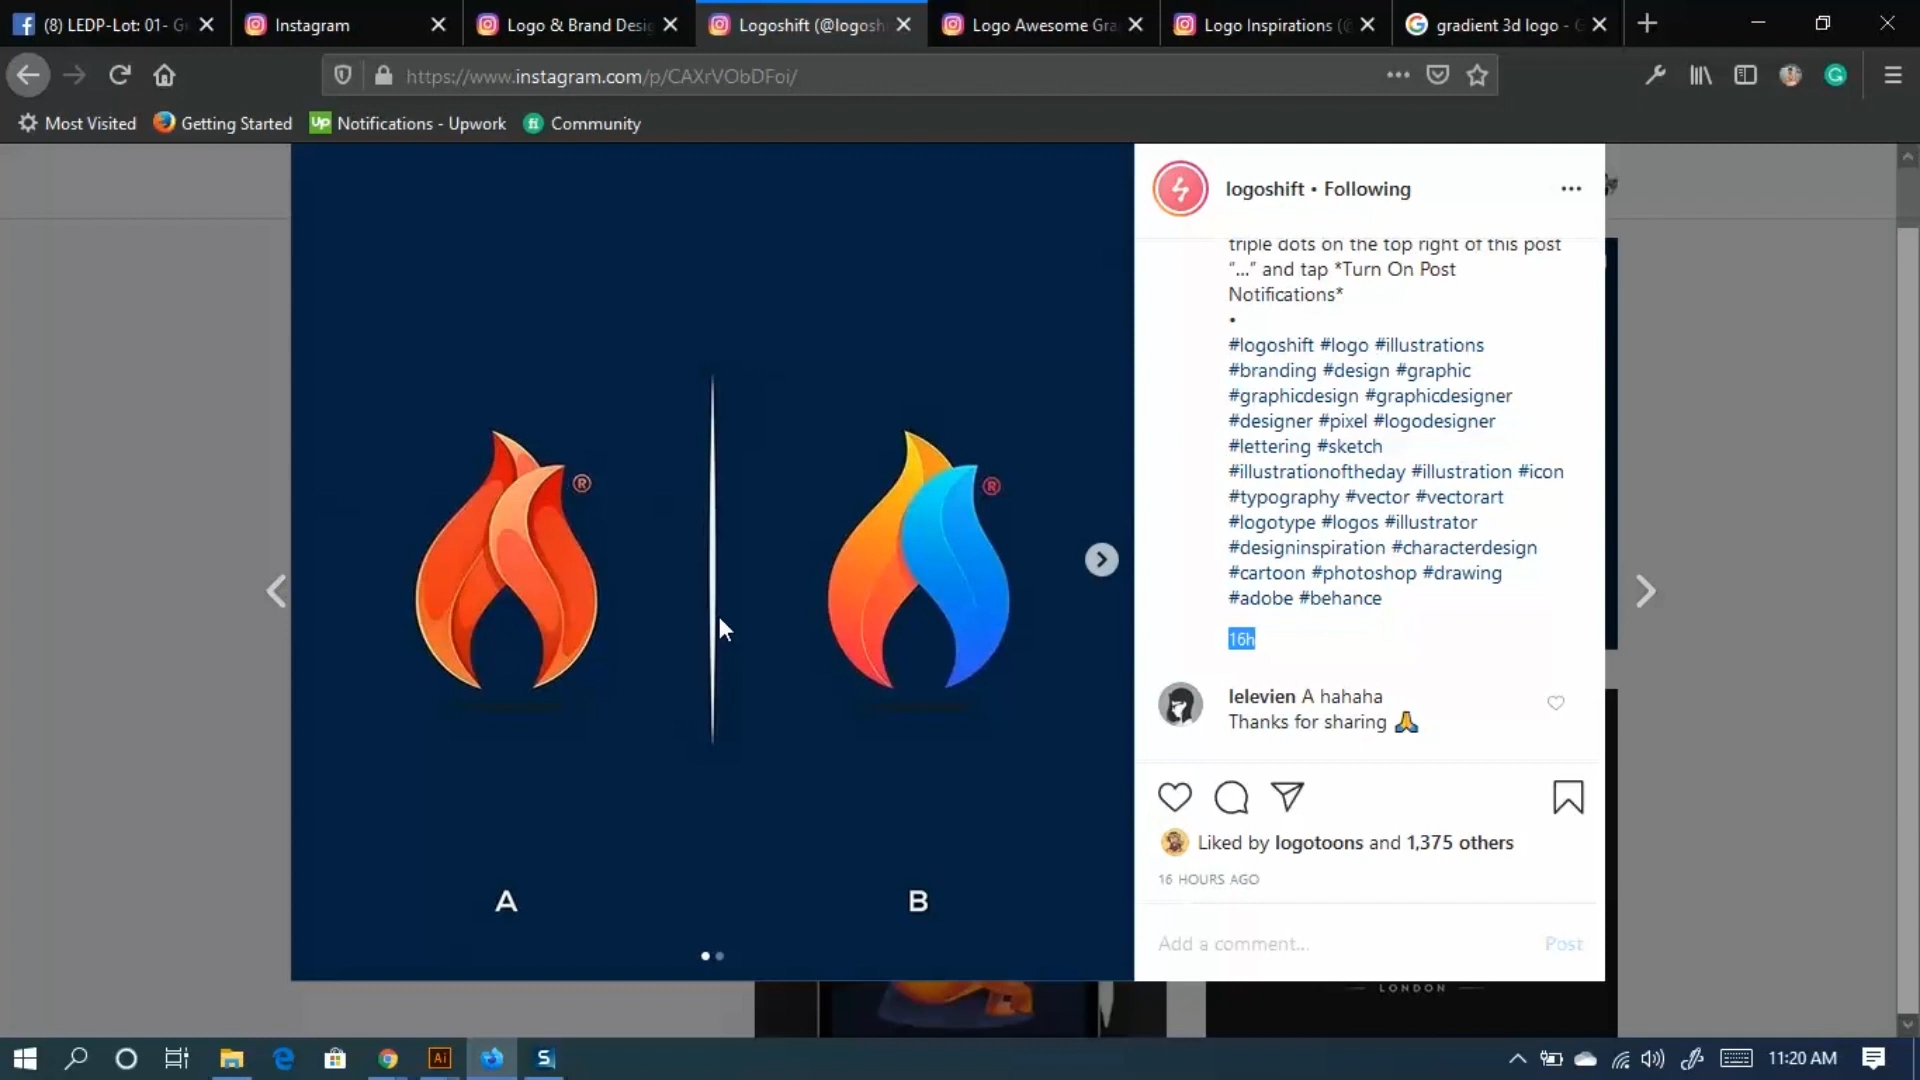 (8) LEDP-Lot: 01- G
Instagram
Logo & Brand Desig
Logoshift (@logosh
Logo Awesome Gra
Logo Inspirations (@
gradient 3d logo - G
https://www.instagram.com/p/CAXrVObDFoi/
Most Visited
Getting Started
Up Notifications - Upwork
fi Community
logoshift • Following
triple dots on the top right of this post
“...” and tap *Turn On Post
Notifications*
•
#logoshift #logo #illustrations
#branding #design #graphic
#graphicdesign #graphicdesigner
#designer #pixel #logodesigner
#lettering #sketch
#illustrationoftheday #illustration #icon
#typography #vector #vectorart
#logotype #logos #illustrator
#designinspiration #characterdesign
#cartoon #photoshop #drawing
#adobe #behance
16h
lelevien A hahaha
Thanks for sharing 🙏
Liked by logotoons and 1,375 others
16 HOURS AGO
Add a comment...
Post
®
®
A
B
LONDON
Ai
S
11:20 AM